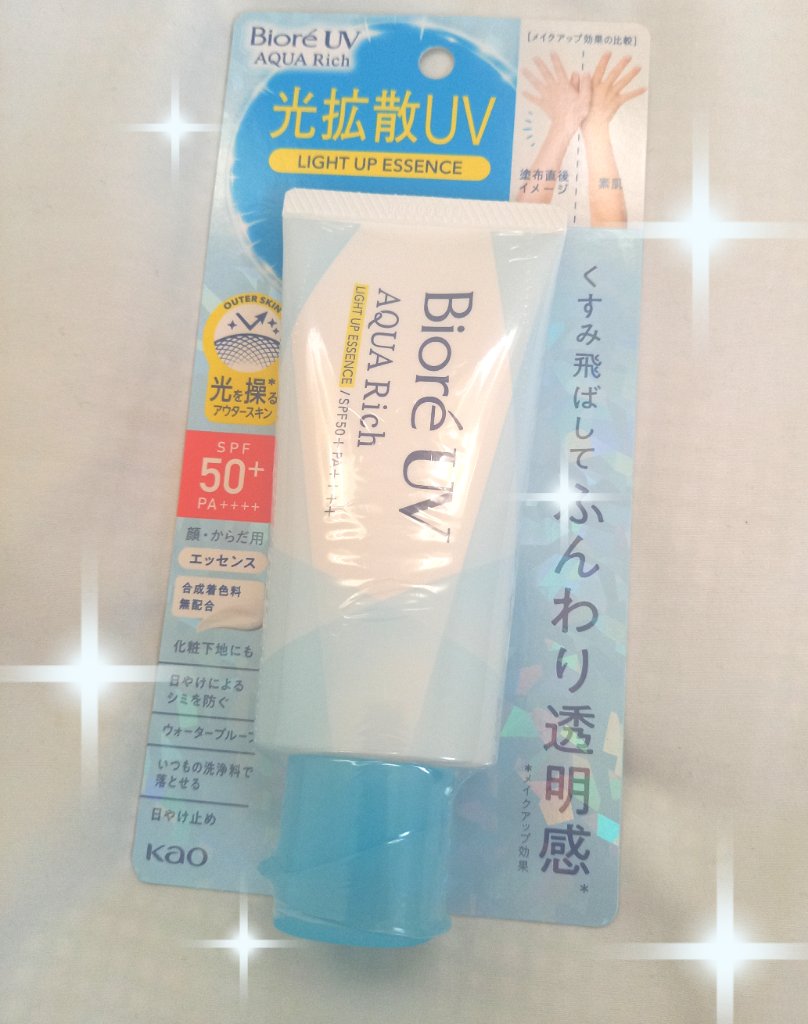 Bioré UV
AQUA Rich
光拡散UV
LIGHT UP ESSENCE
[メイクアップ効果の比較]
塗布直後
イメージ
素肌
OUTER SKIN
光を操る*
アウタースキン
SPF
50+
PA++++
顔・からだ用
エッセンス
合成着色料
無配合
化粧下地にも
日やけによる
シミを防ぐ
ウォータープルーフ
いつもの洗浄料で
落とせる
日やけ止め
Kao
Bioré UV
AQUA Rich
LIGHT UP ESSENCE / SPF50+ PA++++
くすみ飛ばしてふんわり透明感*
*メイクアップ効果